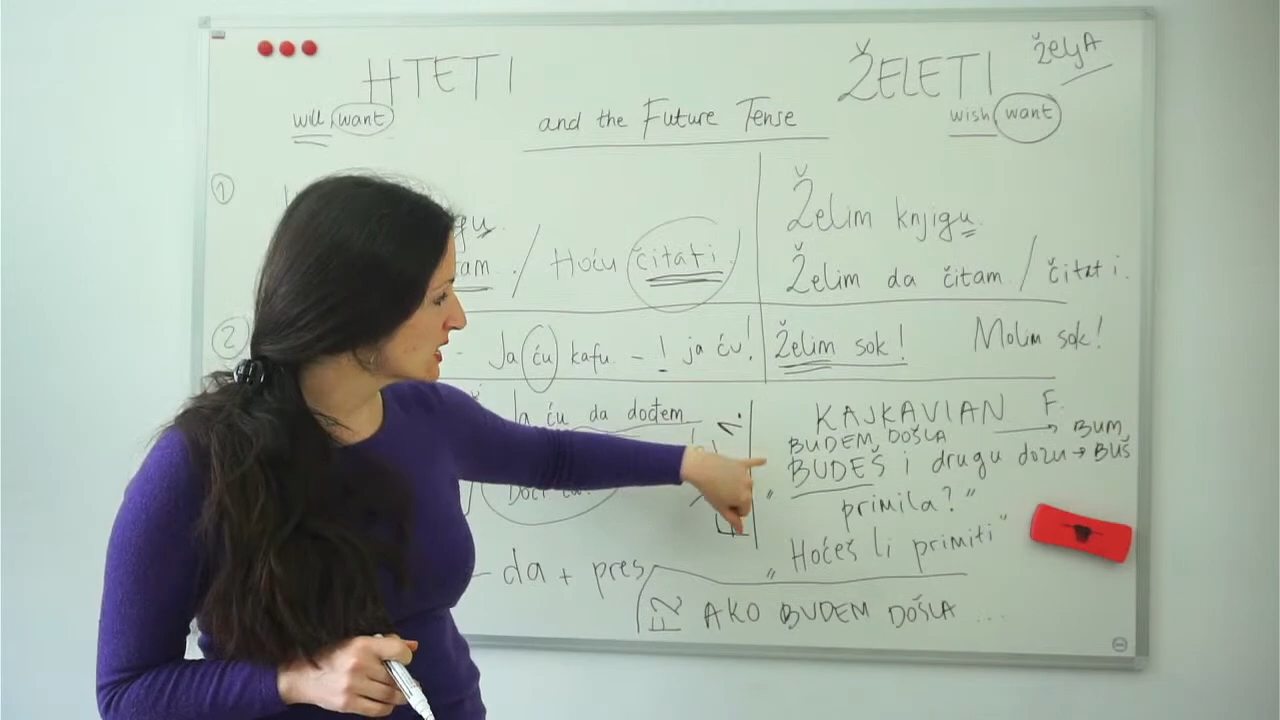 HTETI
ŽELETI
želJA
will, want
and the Future Tense
wish, want
1
Želim knjigu.
/ Hoću čitati.
Želim da čitam / čitati.
2
- Ja ću kafu - ! ja ću!
Želim sok! Molim sok!
Ja ću da dođem
KAJKAVIAN F. → BUM
BUDEM DOŠLA
„BUDEŠ i drugu dozu → BUŠ
primila?"
„Hoćeš li primiti"
- da + pres
F2 AKO BUDEM DOŠLA ...